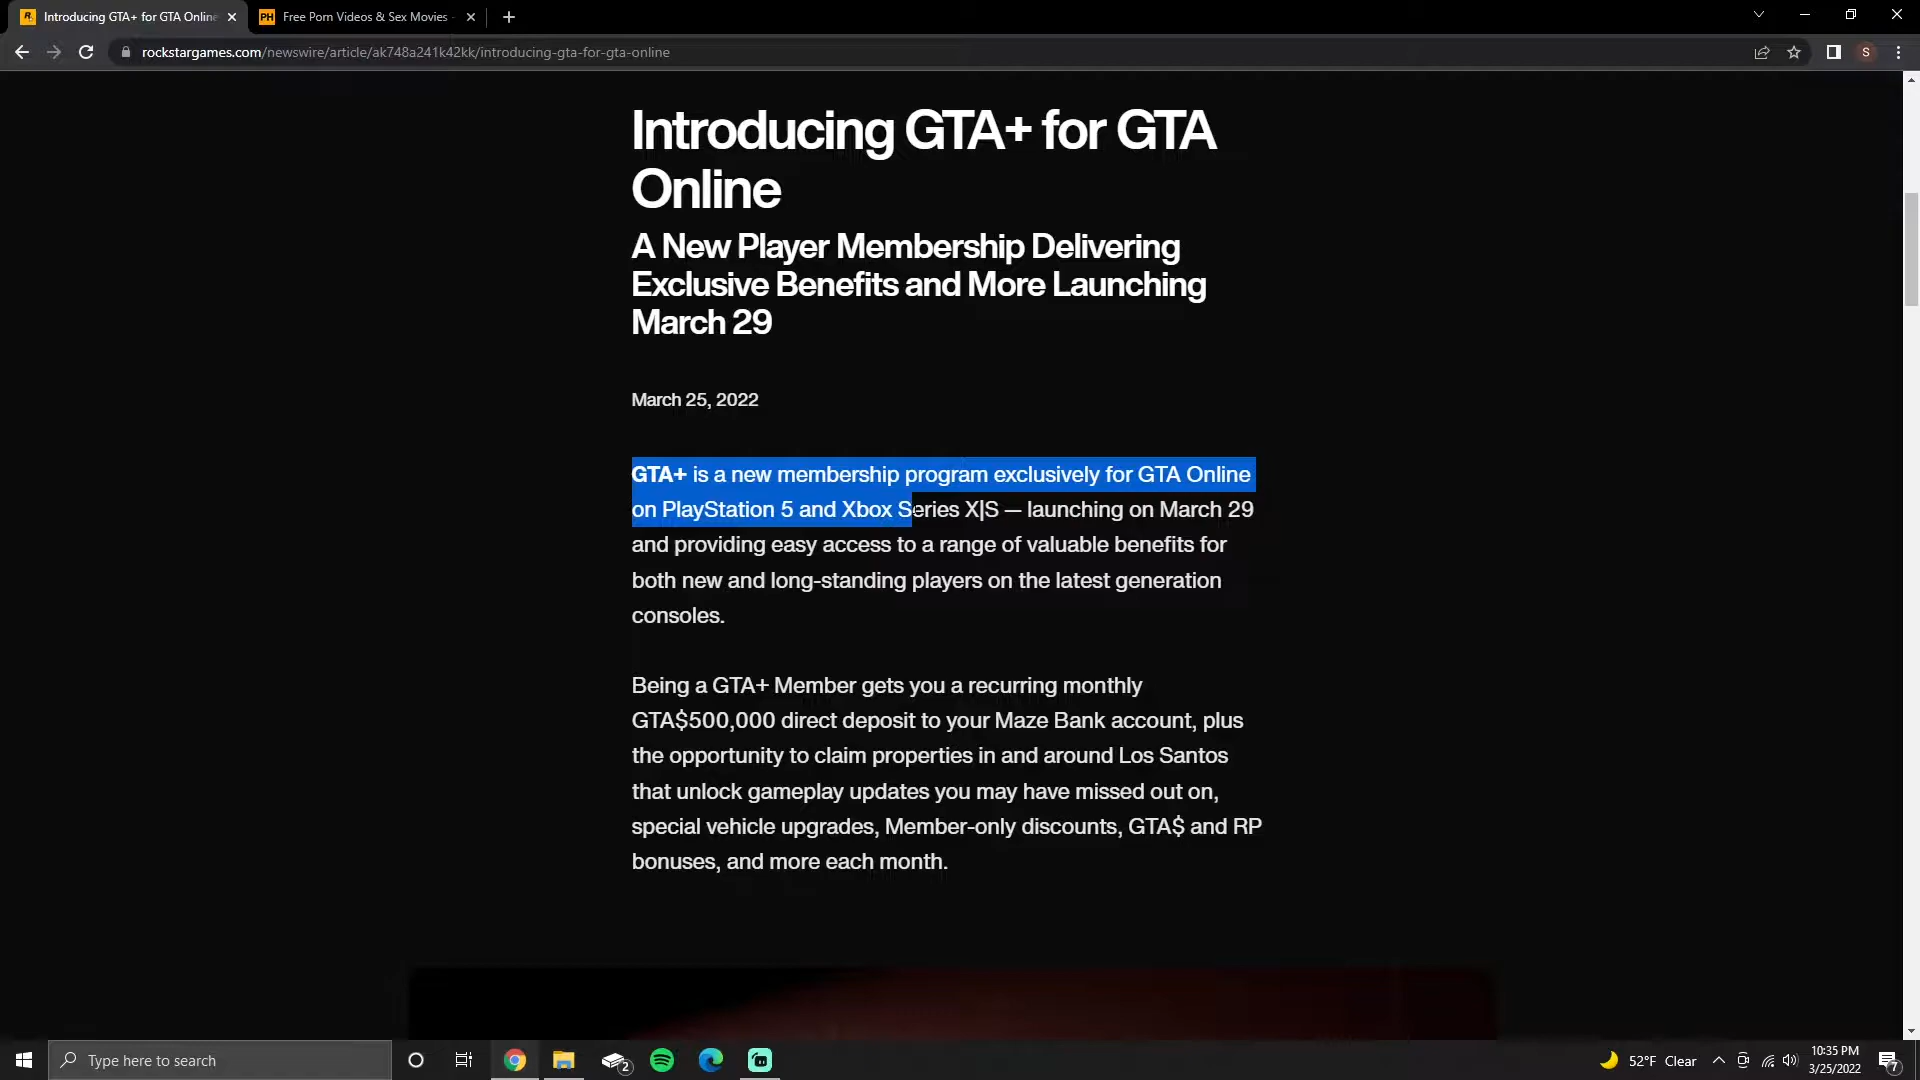 Introducing GTA+ for GTA Online
PH Free Porn Videos & Sex Movies -
rockstargames.com/newswire/article/ak748a241k42kk/introducing-gta-for-gta-online
S
Introducing GTA+ for GTA
Online
A New Player Membership Delivering
Exclusive Benefits and More Launching
March 29
March 25, 2022
GTA+ is a new membership program exclusively for GTA Online
on PlayStation 5 and Xbox Series X|S — launching on March 29
and providing easy access to a range of valuable benefits for
both new and long-standing players on the latest generation
consoles.
Being a GTA+ Member gets you a recurring monthly
GTA$500,000 direct deposit to your Maze Bank account, plus
the opportunity to claim properties in and around Los Santos
that unlock gameplay updates you may have missed out on,
special vehicle upgrades, Member-only discounts, GTA$ and RP
bonuses, and more each month.
Type here to search
2
52°F Clear
10:35 PM
3/25/2022
7